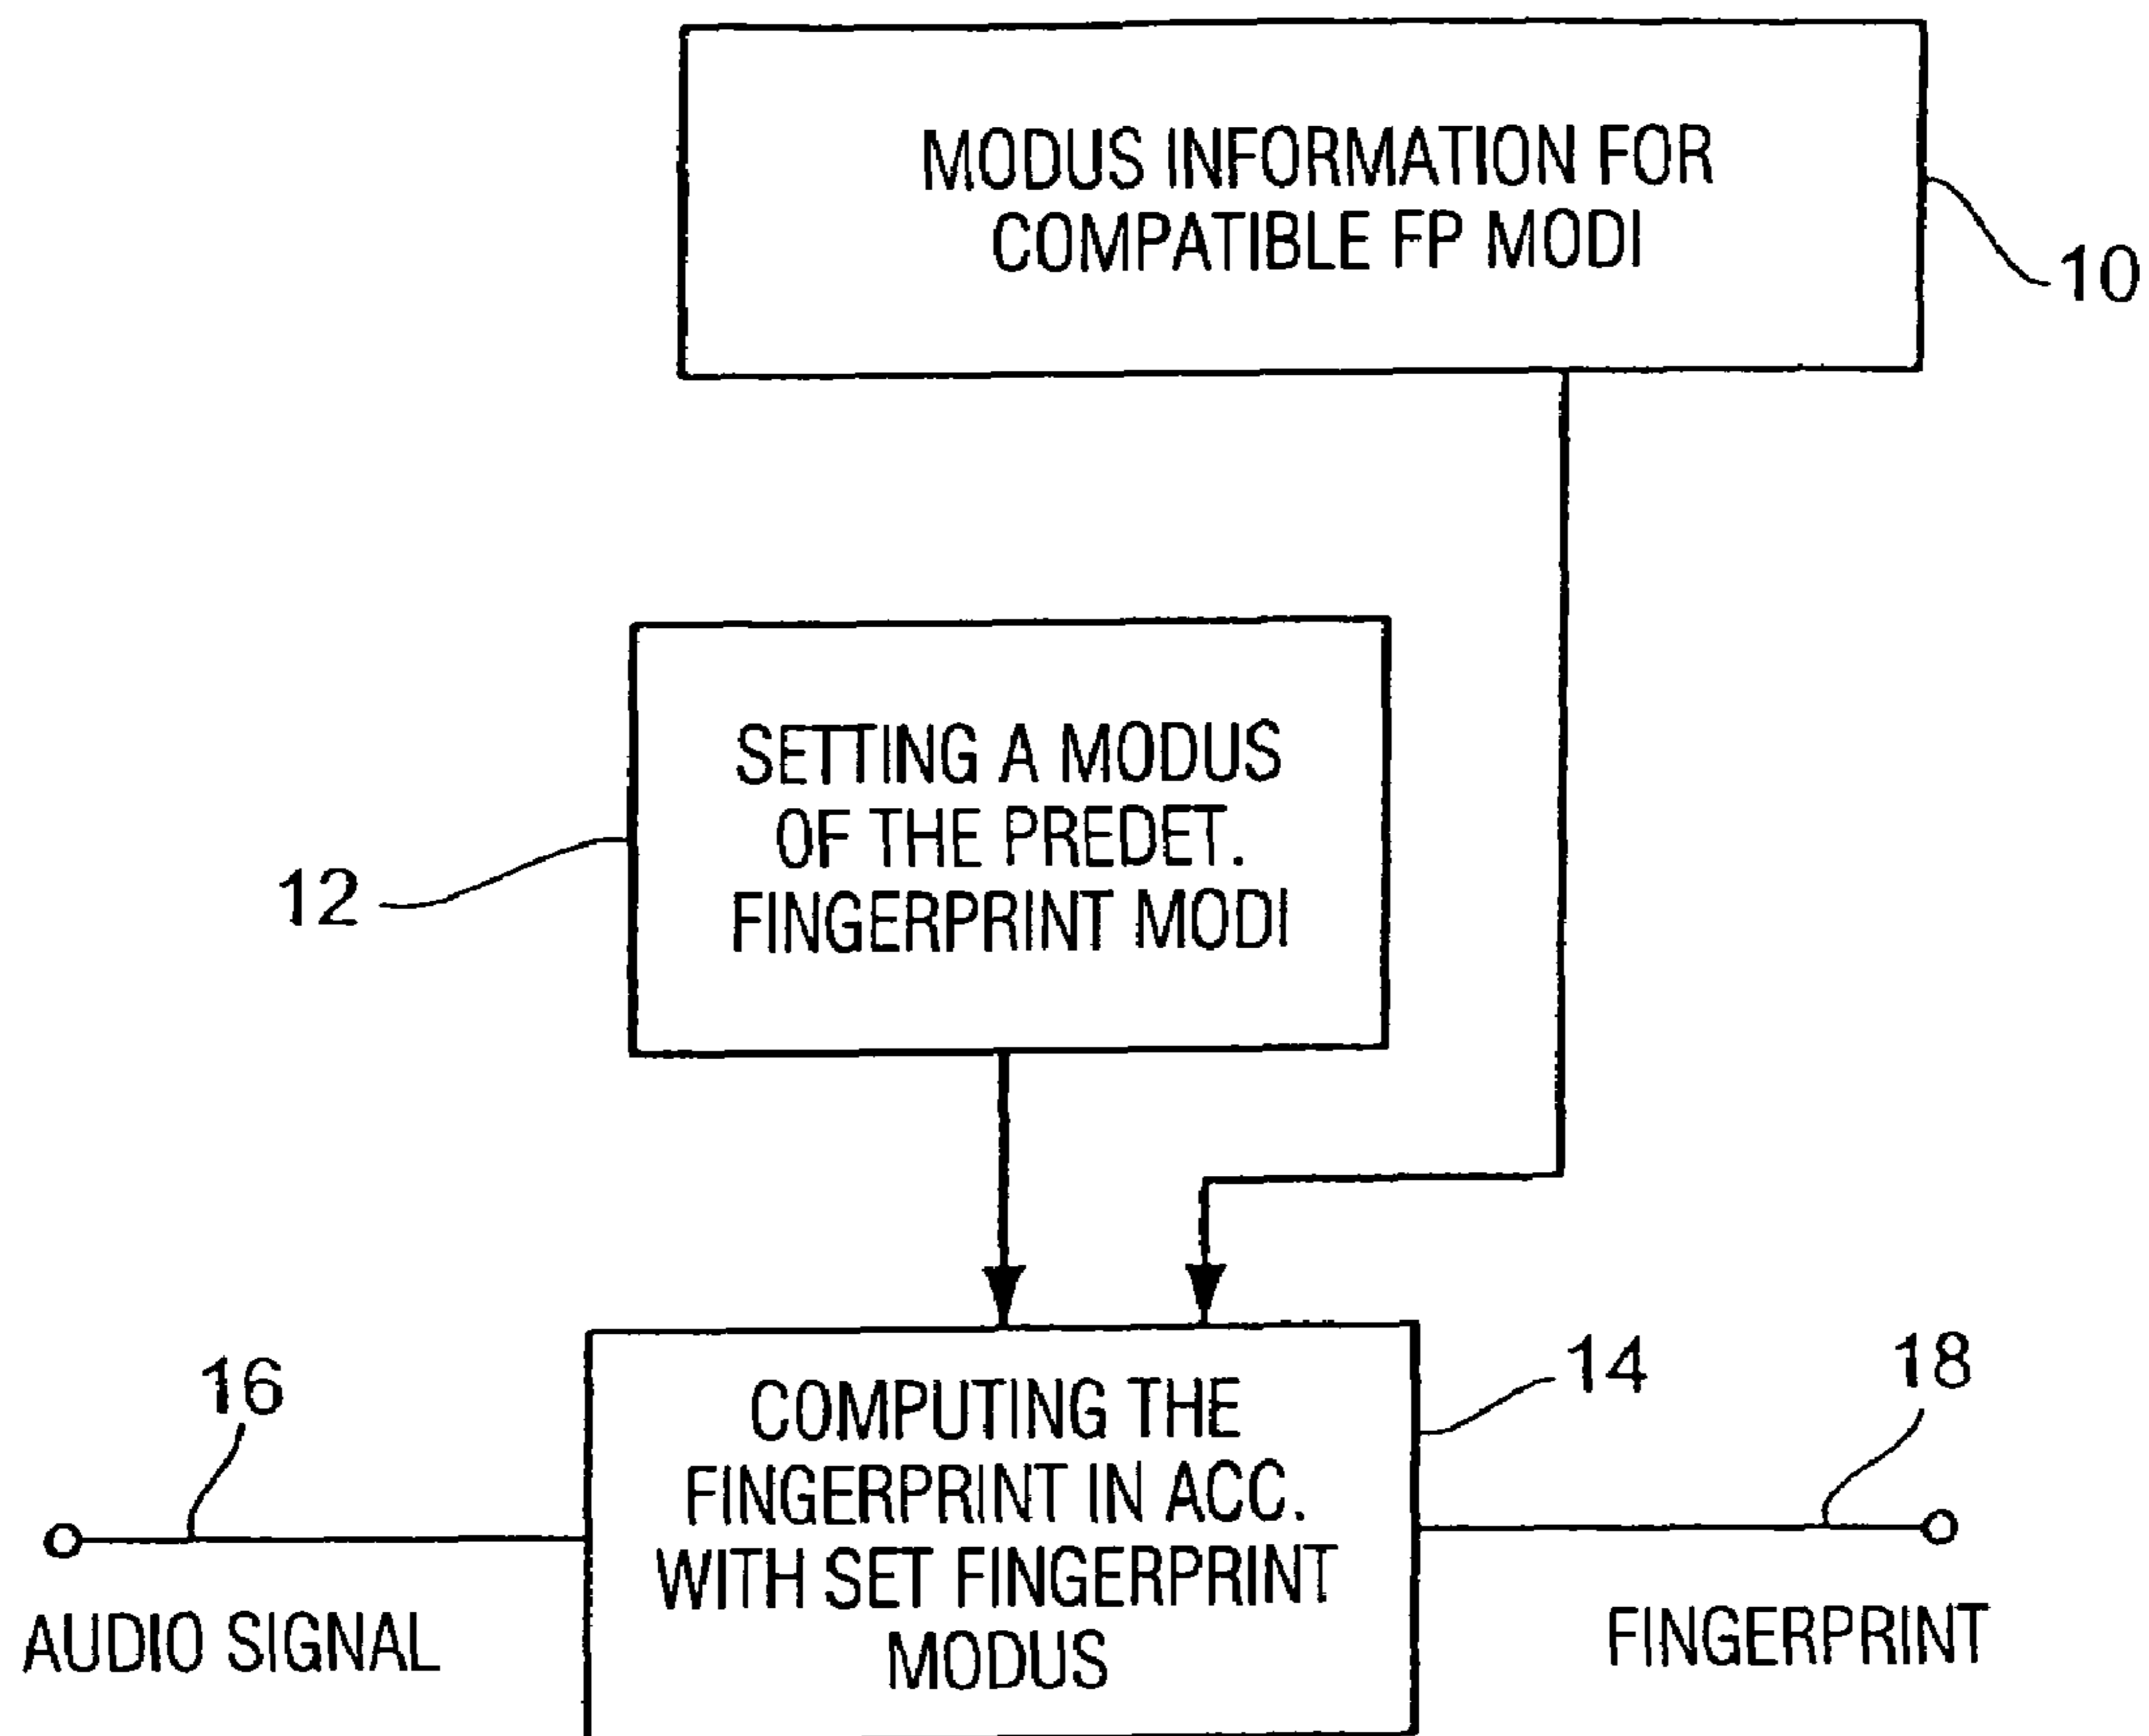 MODUS INFORMATION FOR
COMPATIBLE FP MODI
10
SETTING A MODUS
OF THE PREDET.
FINGERPRINT MODI
12
16
COMPUTING THE
FINGERPRINT IN ACC.
WITH SET FINGERPRINT
MODUS
14
18
AUDIO SIGNAL
FINGERPRINT